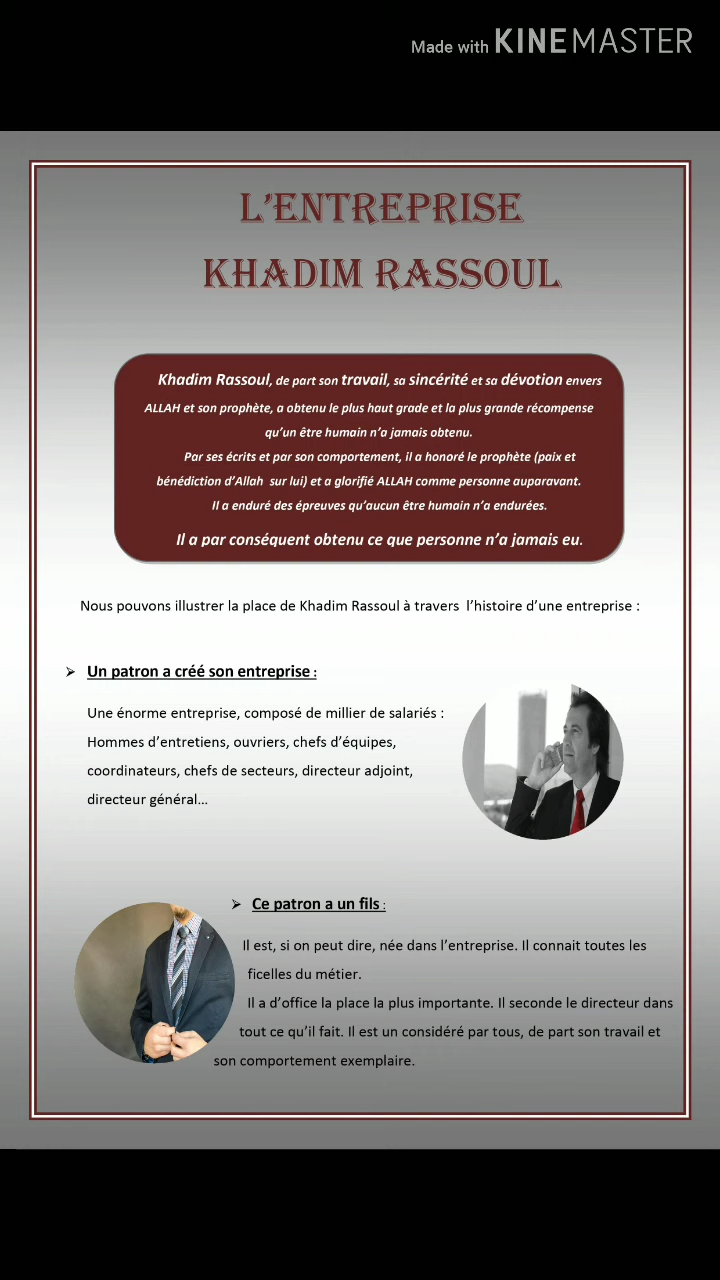 Made with KINEMASTER
L'ENTREPRISE
KHADIM RASSOUL
Khadim Rassoul, de part son travail, sa sincérité et sa dévotion envers
ALLAH et son prophète, a obtenu le plus haut grade et la plus grande récompense
qu'un être humain n'a jamais obtenu.
Par ses écrits et par son comportement, il a honoré le prophète (paix et
bénédiction d'Allah sur lui) et a glorifié ALLAH comme personne auparavant.
Il a enduré des épreuves qu'aucun être humain n'a endurées.
Il a par conséquent obtenu ce que personne n'a jamais eu.
Nous pouvons illustrer la place de Khadim Rassoul à travers l'histoire d'une entreprise :
➢ Un patron a créé son entreprise :
Une énorme entreprise, composé de millier de salariés :
Hommes d'entretiens, ouvriers, chefs d'équipes,
coordinateurs, chefs de secteurs, directeur adjoint,
directeur général...
➢ Ce patron a un fils :
Il est, si on peut dire, née dans l'entreprise. Il connait toutes les
ficelles du métier.
Il a d'office la place la plus importante. Il seconde le directeur dans
tout ce qu'il fait. Il est un considéré par tous, de part son travail et
son comportement exemplaire.